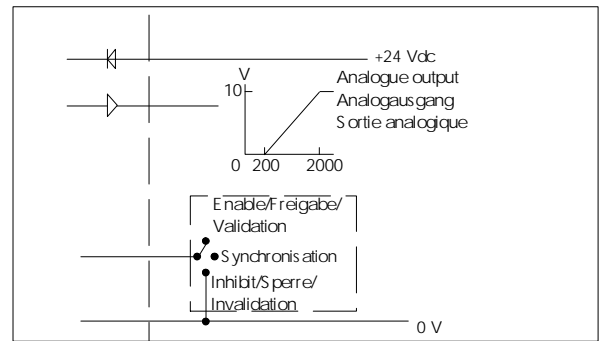 +24 Vdc
V
10
Analogue output
Analogausgang
Sortie analogique
0 200 2000
Enable/Freigabe/
Validation
Synchronisation
Inhibit/Sperre/
Invalidation
0 V